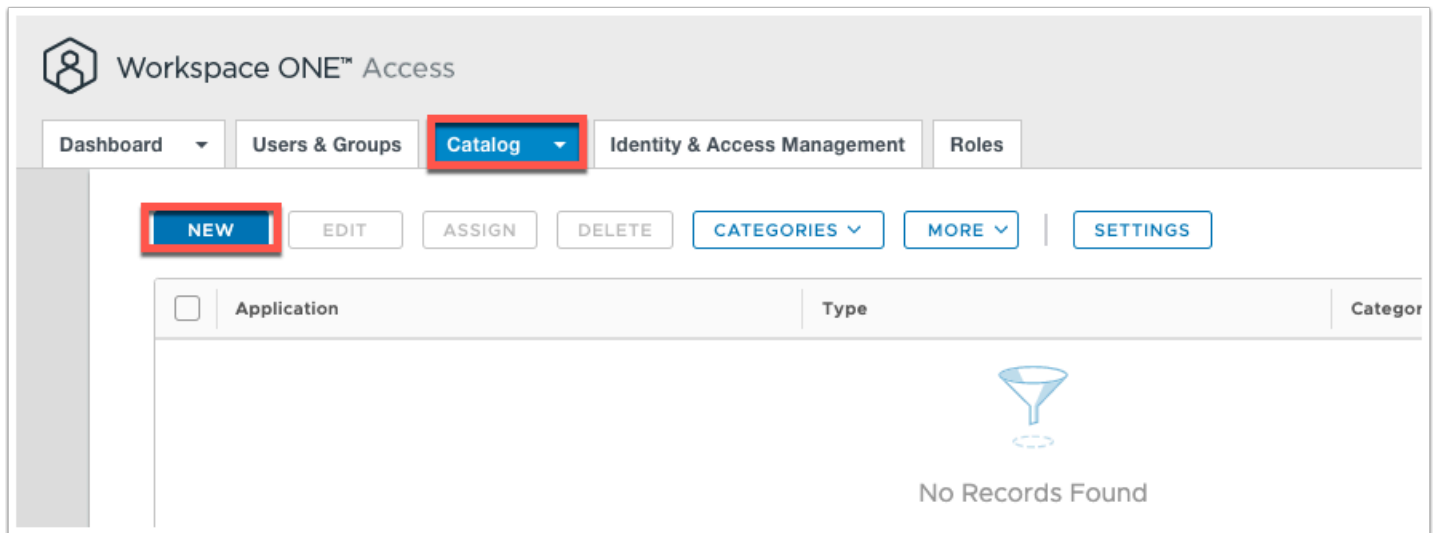 Workspace ONE™ Access
Dashboard Users & Groups Catalog Identity & Access Management Roles
NEW EDIT ASSIGN DELETE CATEGORIES MORE SETTINGS
Application Type Categor
No Records Found